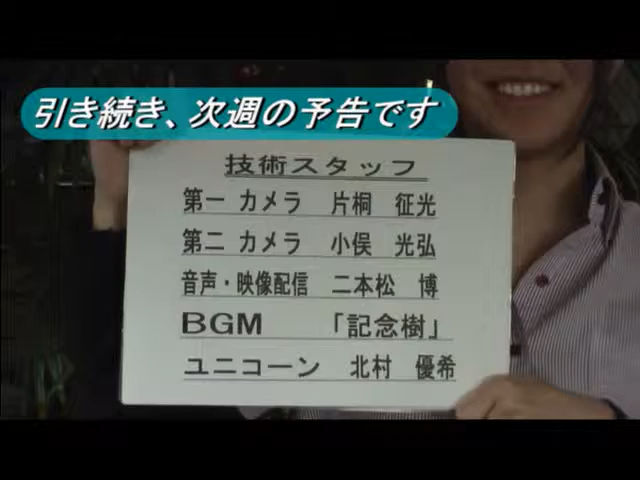 引き続き、次週の予告です
技術スタッフ
第一 カメラ 片桐 征光
第二 カメラ 小俣 光弘
音声・映像配信 二本松 博
BGM 「記念樹」
ユニコーン 北村 優希